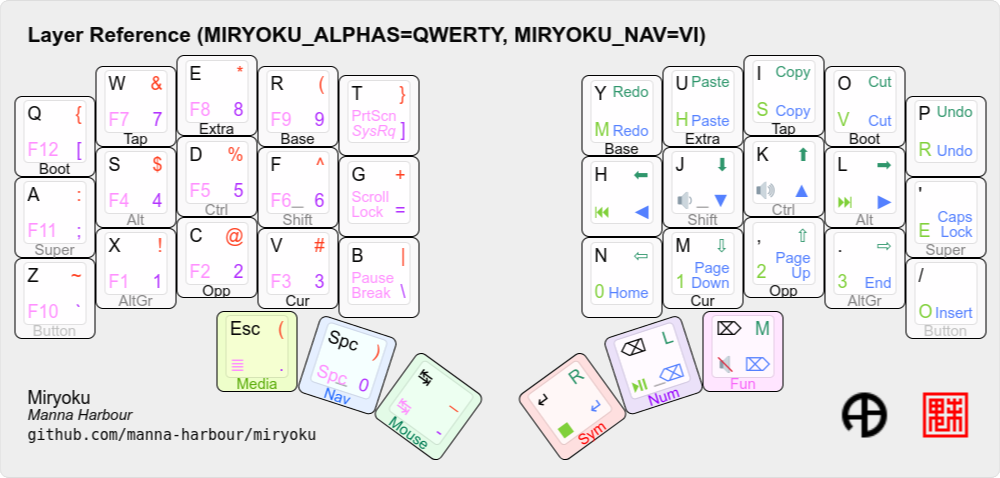 Layer Reference (MIRYOKU_ALPHAS=QWERTY, MIRYOKU_NAV=VI)
Q {
F12 [
Boot
W &
F7 7
Tap
E *
F8 8
Extra
R (
F9 9
Base
T }
PrtScn
SysRq ]
Y Redo
M Redo
Base
U Paste
H Paste
Extra
I Copy
S Copy
Tap
O Cut
V Cut
Boot
P Undo
R Undo
A :
F11 ;
Super
S $
F4 4
Alt
D %
F5 5
Ctrl
F ^
F6_ 6
Shift
G +
Scroll
Lock =
H ⬅
⏮ ◀
J ⬇
🔉_ ▼
Shift
K ⬆
🔊 ▲
Ctrl
L ➡
⏭ ▶
Alt
'
E Caps
Lock
Super
Z ~
F10 `
Button
X !
F1 1
AltGr
C @
F2 2
Opp
V #
F3 3
Cur
B |
Pause
Break \
N ⇦
0 Home
M ⇩
1 Page
Down
Cur
, ⇧
2 Page
Up
Opp
. ⇨
3 End
AltGr
/
O Insert
Button
Esc (
≣ .
Media
Spc )
Spc_ 0
Nav
↹ _
↹ -
Mouse
↵ R
■ ↵
Sym
⌫ L
⏯ _⌫
Num
⌦ M
🔇 ⌦
Fun
Miryoku
Manna Harbour
github.com/manna-harbour/miryoku